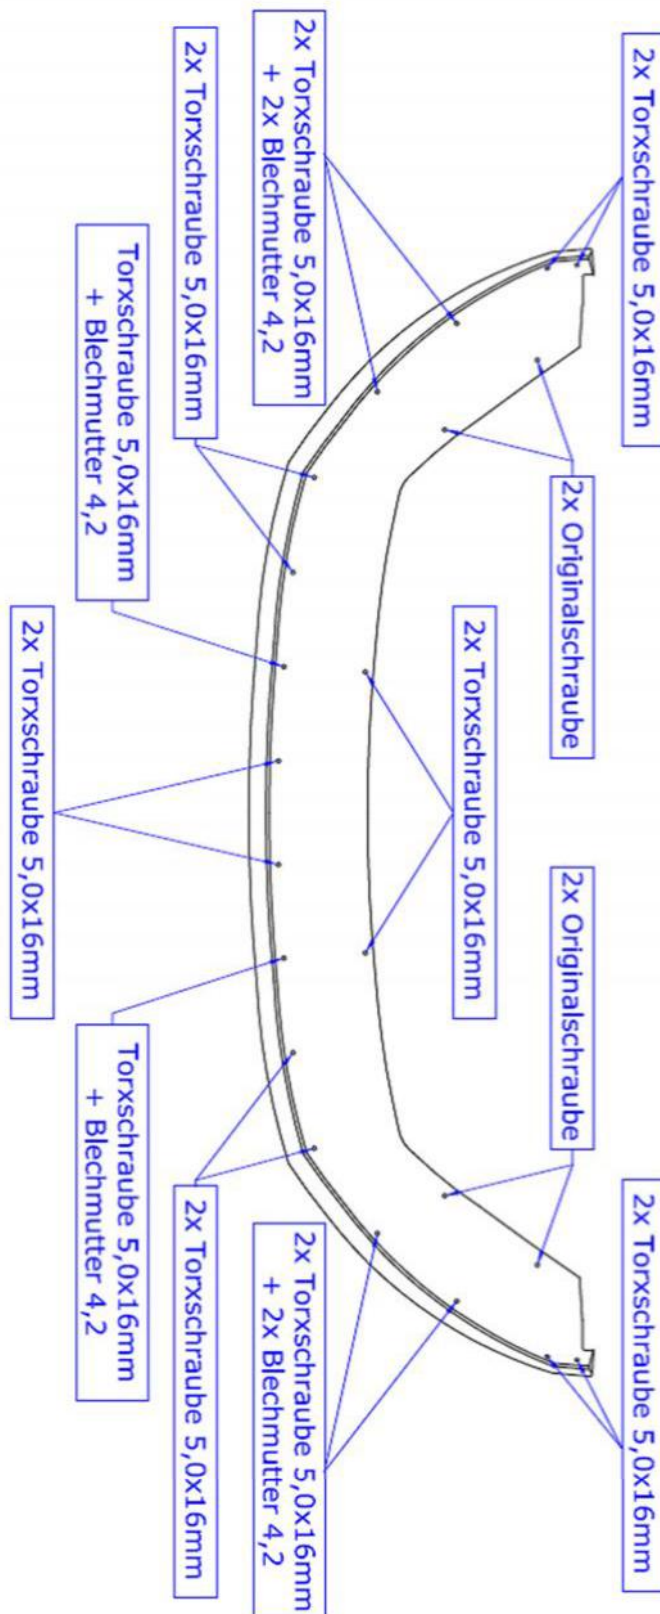 2x Torxschraube 5,0x16mm
2x Originalschraube
2x Originalschraube
2x Torxschraube 5,0x16mm
2x Torxschraube 5,0x16mm
2x Torxschraube 5,0x16mm
+ 2x Blechmutter 4,2
2x Torxschraube 5,0x16mm
+ 2x Blechmutter 4,2
2x Torxschraube 5,0x16mm
2x Torxschraube 5,0x16mm
Torxschraube 5,0x16mm
+ Blechmutter 4,2
Torxschraube 5,0x16mm
+ Blechmutter 4,2
2x Torxschraube 5,0x16mm